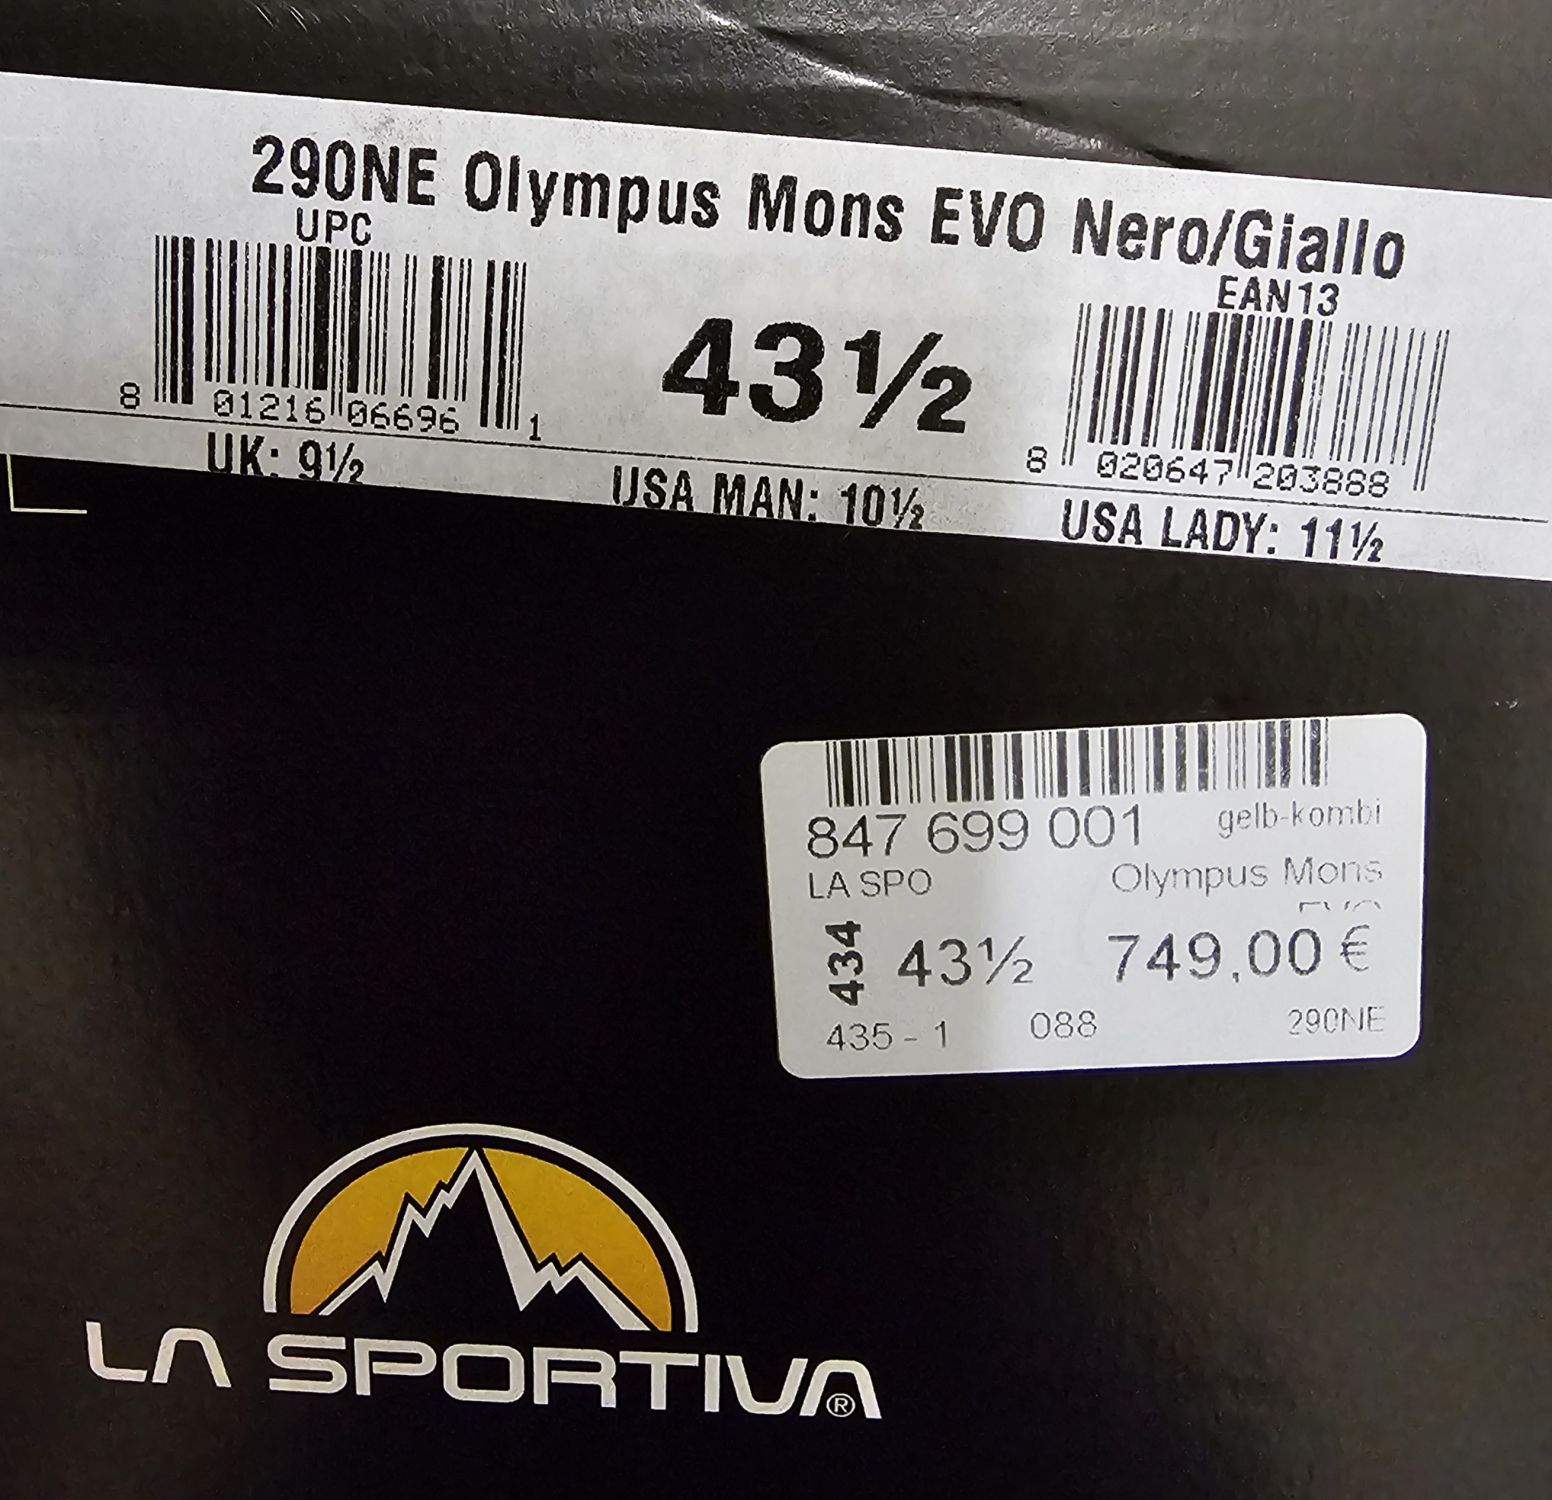 290NE Olympus Mons EVO Nero/Giallo
UPC
EAN13
43½
8 01216 06696 1
8 020647 203888
UK: 9½
USA MAN: 10½
USA LADY: 11½
847 699 001
gelb-kombi
LA SPO
Olympus Mons
EVO
434
43½
749,00 €
435 - 1
088
290NE
LA SPORTIVA®